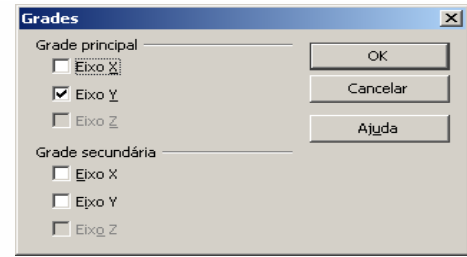 Grades
Grade principal
Eixo X
Eixo Y
Eixo Z
Grade secundária
Eixo X
Eixo Y
Eixo Z
OK
Cancelar
Ajuda